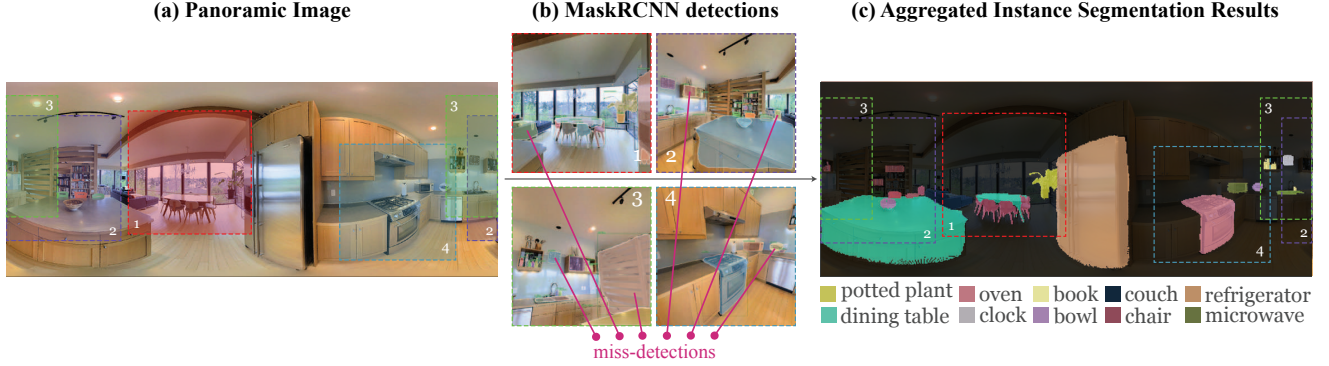 (a) Panoramic Image
(b) MaskRCNN detections
(c) Aggregated Instance Segmentation Results
3
3
2
1
4
2
1
2
3
4
3
3
2
1
2
4
miss-detections
potted plant oven book couch refrigerator
dining table clock bowl chair microwave